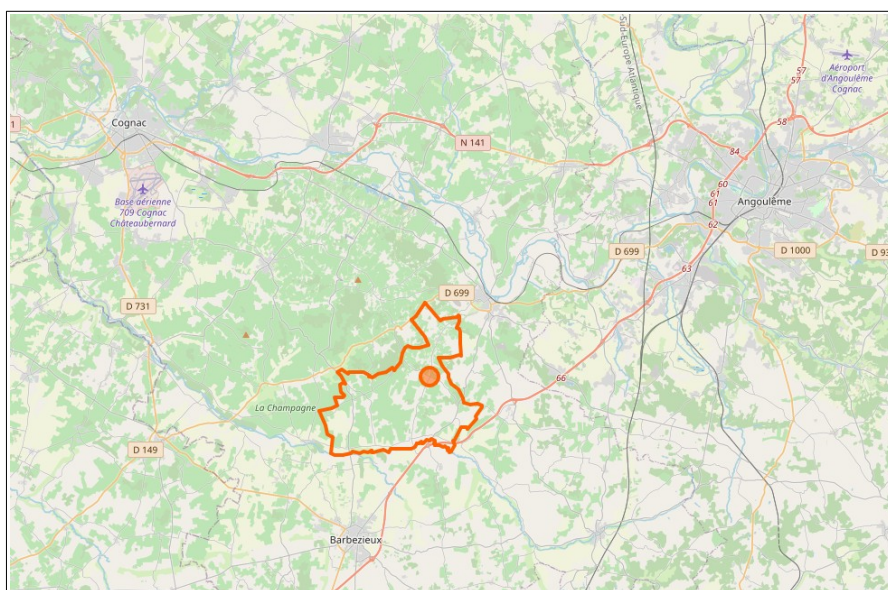 Sud-Europe Atlantique
57
57
Aéroport
d'Angoulême
Cognac
58
Cognac
1
N 141
84
60
61
61
Angoulême
62
Base aérienne
709 Cognac
Châteaubernard
D 699
D 1000
D 93
63
D 699
D 731
66
La Champagne
D 149
Barbezieux